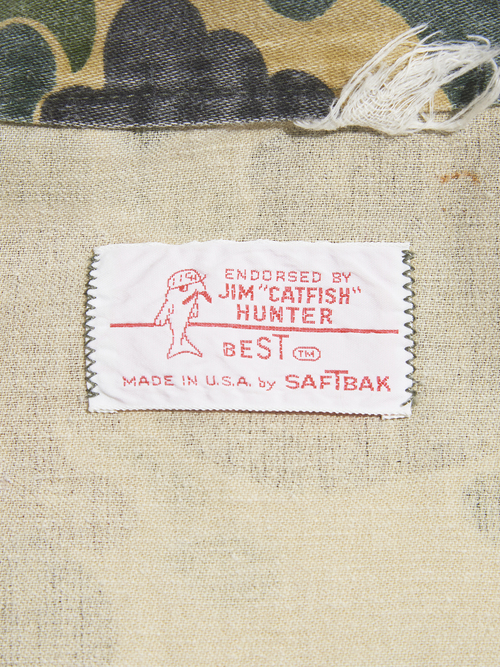 ENDORSED BY
JIM "CATFISH"
HUNTER
BEST TM
MADE IN U.S.A. by SAFTBAK